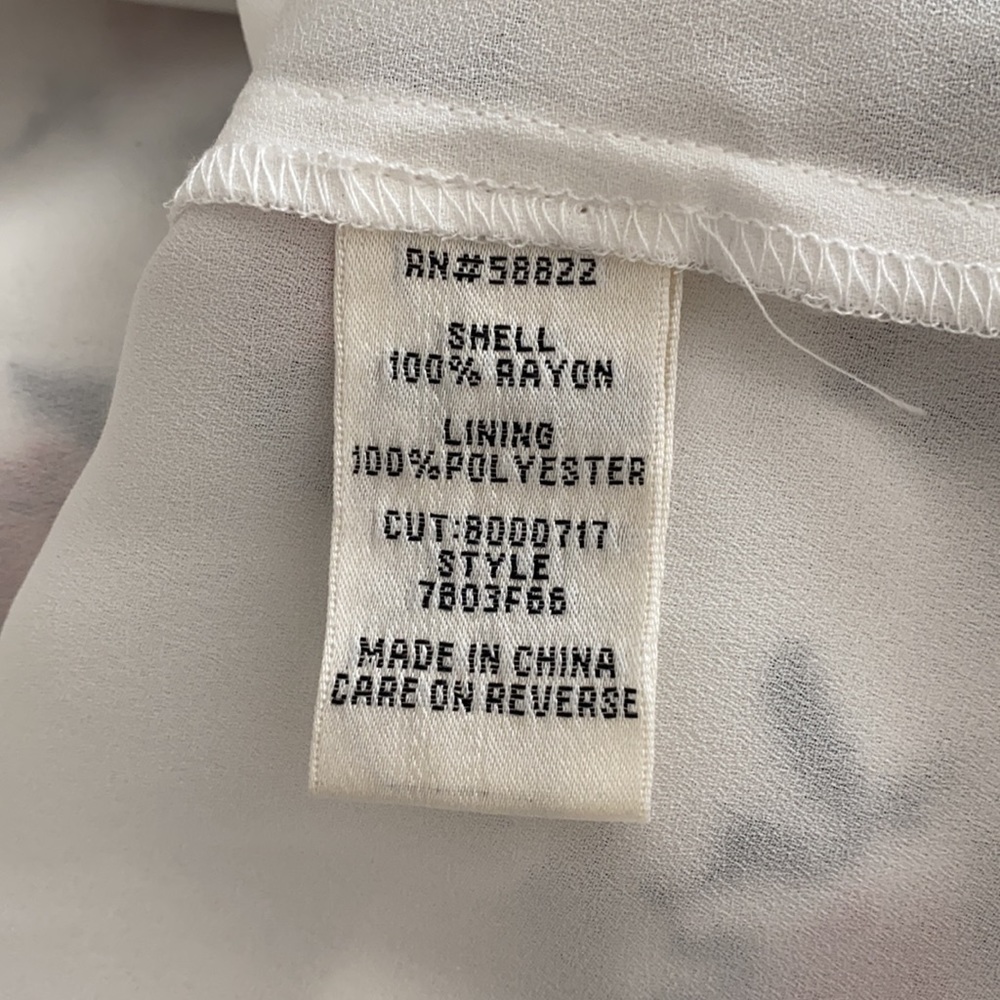 RN#58822
SHELL
100% RAYON
LINING
100%POLYESTER
CUT:8000717
STYLE
7803F66
MADE IN CHINA
CARE ON REVERSE